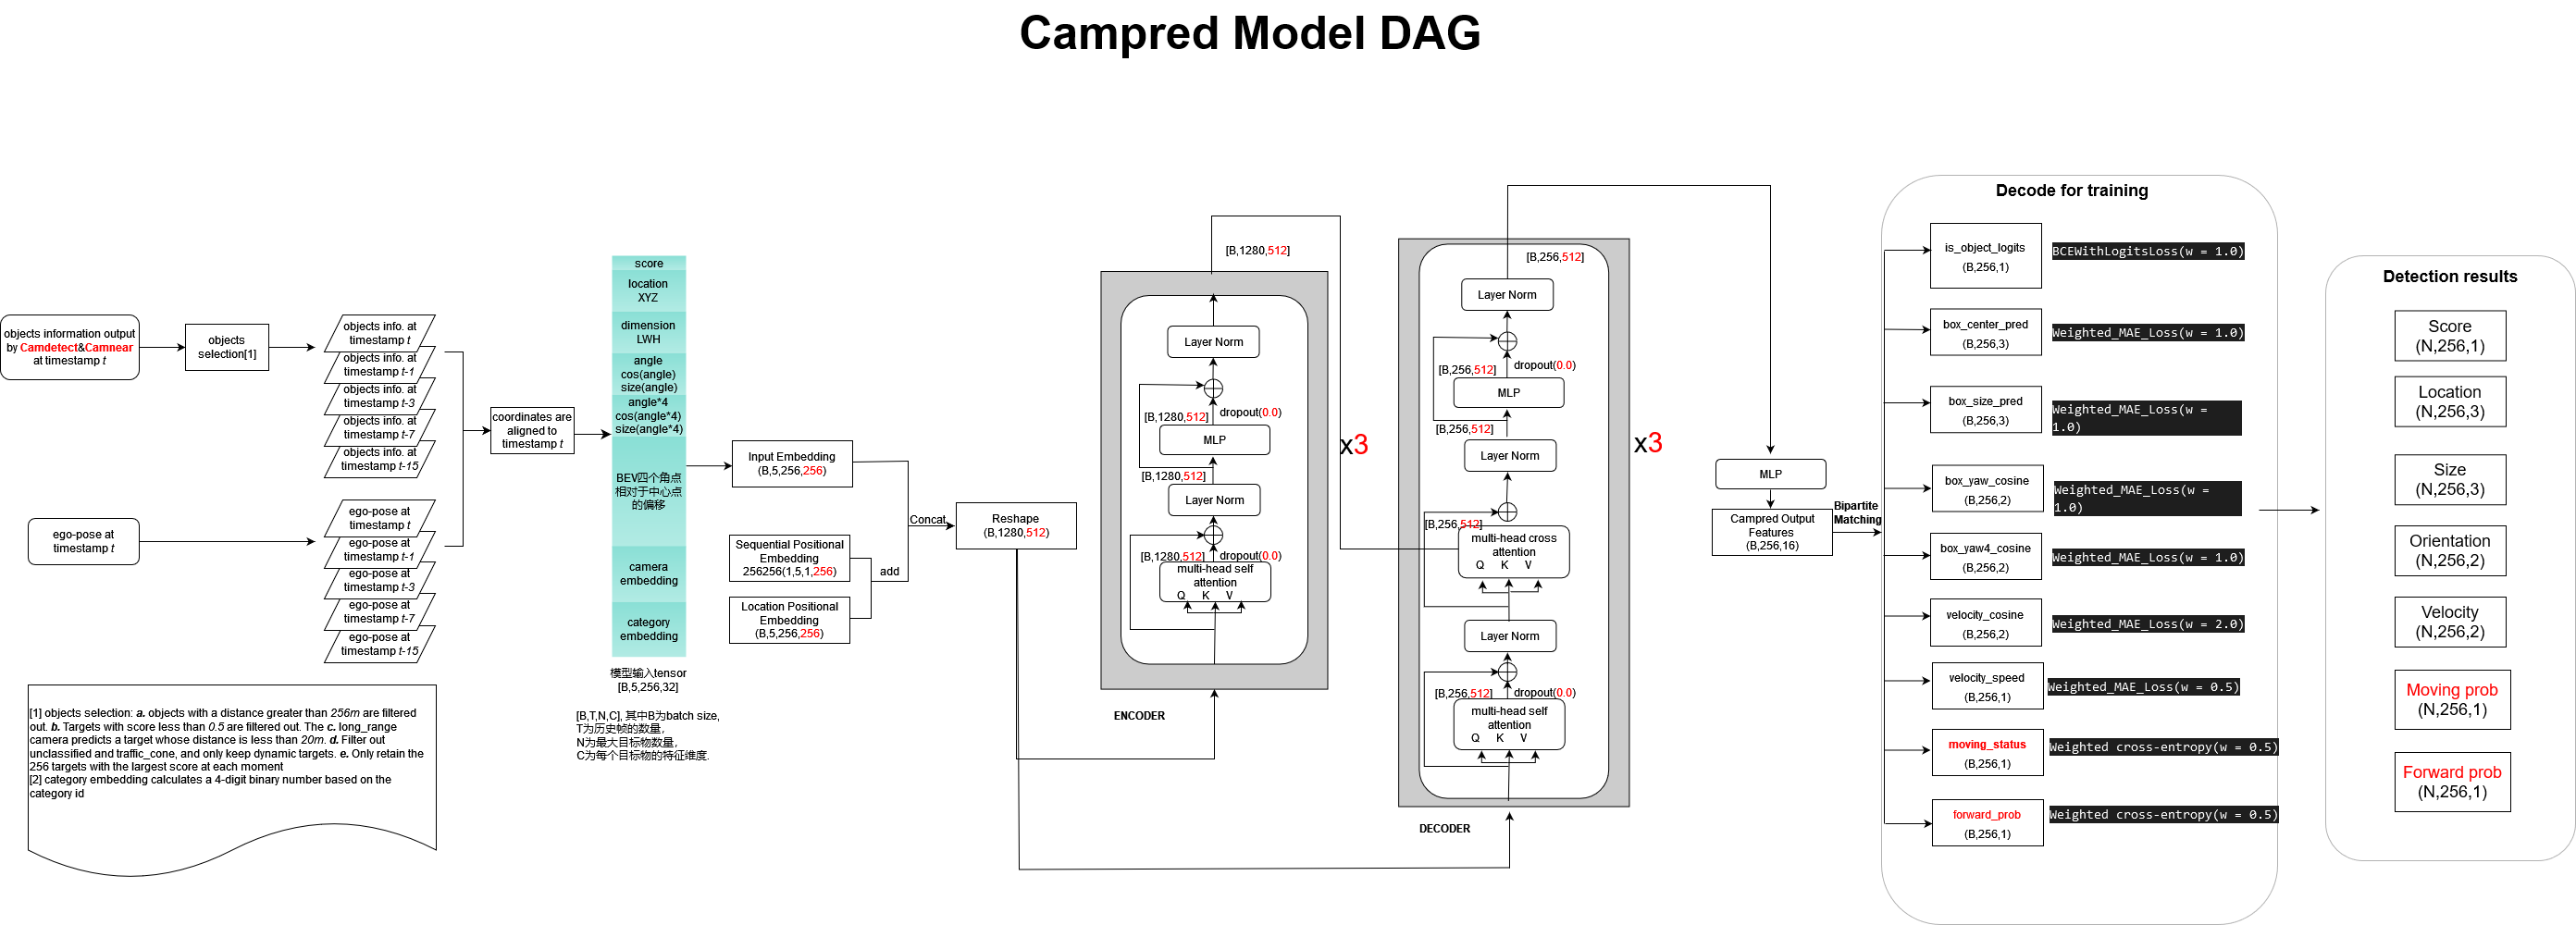 Campred Model DAG
objects information output
by Camdetect&Camnear
at timestamp t
objects
selection[1]
objects info. at
timestamp t
objects info. at
timestamp t-1
objects info. at
timestamp t-3
objects info. at
timestamp t-7
objects info. at
timestamp t-15
ego-pose at
timestamp t
ego-pose at
timestamp t
ego-pose at
timestamp t-1
ego-pose at
timestamp t-3
ego-pose at
timestamp t-7
ego-pose at
timestamp t-15
[1] objects selection: a. objects with a distance greater than 256m are filtered
out. b. Targets with score less than 0.5 are filtered out. The c. long_range
camera predicts a target whose distance is less than 20m. d. Filter out
unclassified and traffic_cone, and only keep dynamic targets. e. Only retain the
256 targets with the largest score at each moment
[2] category embedding calculates a 4-digit binary number based on the
category id
coordinates are
aligned to
timestamp t
score
location
XYZ
dimension
LWH
angle
cos(angle)
size(angle)
angle*4
cos(angle*4)
size(angle*4)
BEV四个角点
相对于中心点
的偏移
camera
embedding
category
embedding
模型输入tensor
[B,5,256,32]
[B,T,N,C], 其中B为batch size,
T为历史帧的数量，
N为最大目标物数量，
C为每个目标物的特征维度.
Input Embedding
(B,5,256,256)
Sequential Positional
Embedding
256256(1,5,1,256)
Location Positional
Embedding
(B,5,256,256)
add
Concat
Reshape
(B,1280,512)
[B,1280,512]
Layer Norm
[B,1280,512]
dropout(0.0)
MLP
[B,1280,512]
Layer Norm
[B,1280,512]
dropout(0.0)
multi-head self
attention
Q K V
ENCODER
x3
[B,256,512]
Layer Norm
[B,256,512]
dropout(0.0)
MLP
[B,256,512]
Layer Norm
[B,256,512]
multi-head cross
attention
Q K V
Layer Norm
[B,256,512]
dropout(0.0)
multi-head self
attention
Q K V
DECODER
x3
MLP
Campred Output
Features
(B,256,16)
Bipartite
Matching
Decode for training
is_object_logits
(B,256,1)
BCEWithLogitsLoss(w = 1.0)
box_center_pred
(B,256,3)
Weighted_MAE_Loss(w = 1.0)
box_size_pred
(B,256,3)
Weighted_MAE_Loss(w =
1.0)
box_yaw_cosine
(B,256,2)
Weighted_MAE_Loss(w =
1.0)
box_yaw4_cosine
(B,256,2)
Weighted_MAE_Loss(w = 1.0)
velocity_cosine
(B,256,2)
Weighted_MAE_Loss(w = 2.0)
velocity_speed
(B,256,1)
Weighted_MAE_Loss(w = 0.5)
moving_status
(B,256,1)
Weighted cross-entropy(w = 0.5)
forward_prob
(B,256,1)
Weighted cross-entropy(w = 0.5)
Detection results
Score
(N,256,1)
Location
(N,256,3)
Size
(N,256,3)
Orientation
(N,256,2)
Velocity
(N,256,2)
Moving prob
(N,256,1)
Forward prob
(N,256,1)